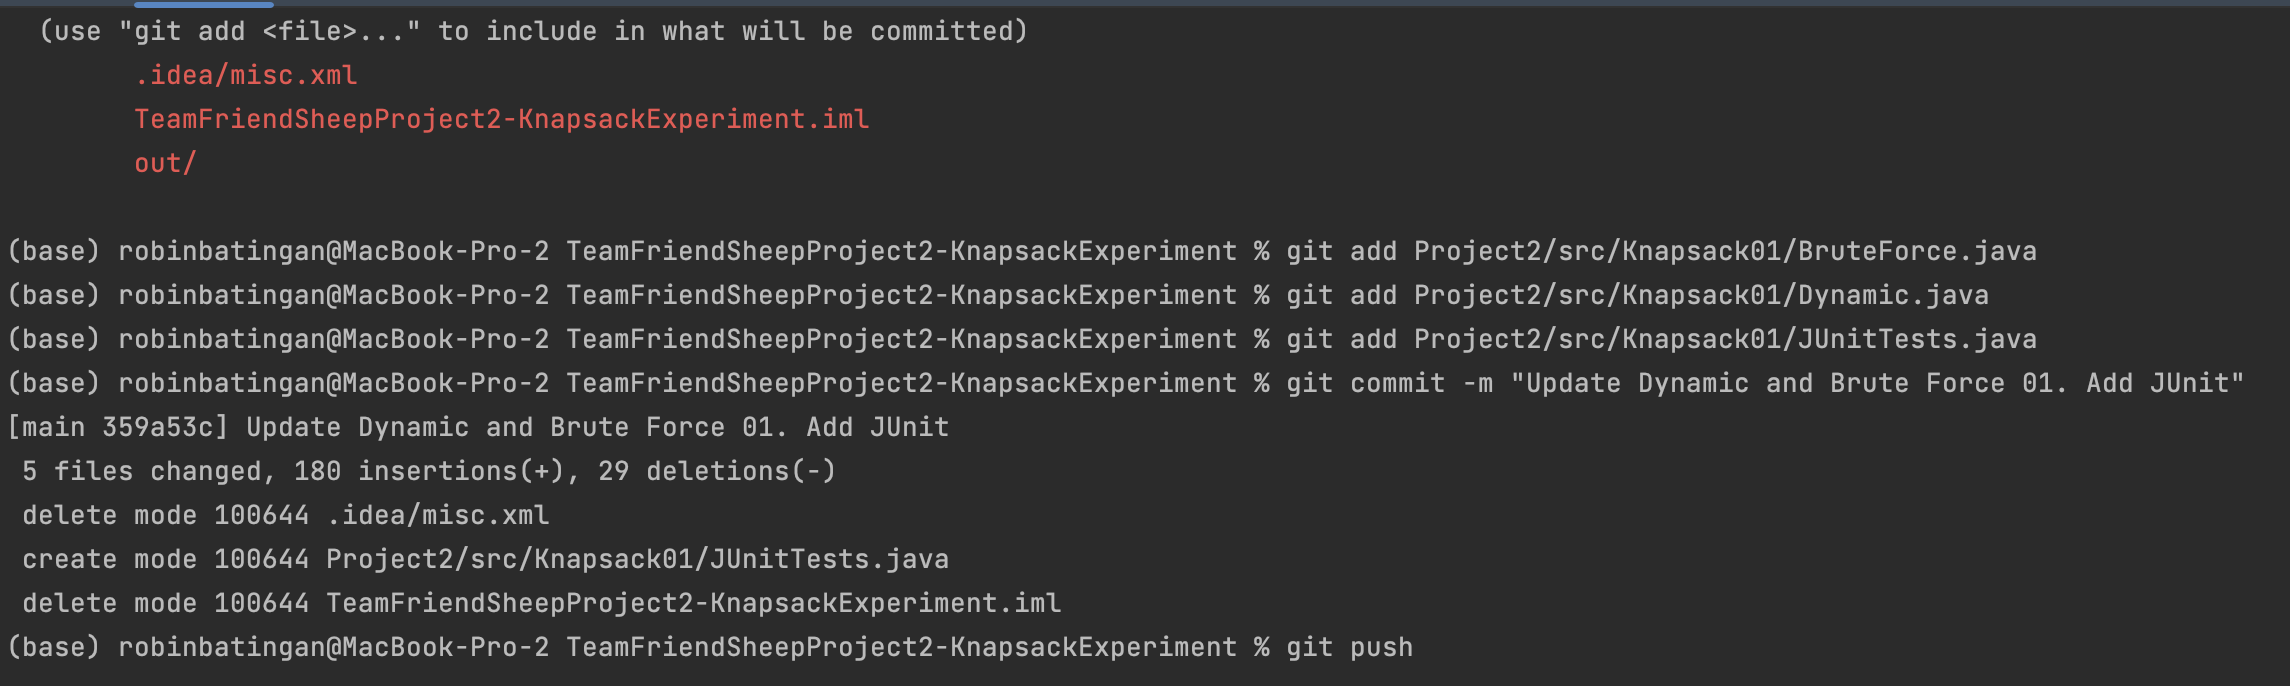 (use "git add <file>..." to include in what will be committed)
.idea/misc.xml
TeamFriendSheepProject2-KnapsackExperiment.iml
out/
(base) robinbatingan@MacBook-Pro-2 TeamFriendSheepProject2-KnapsackExperiment % git add Project2/src/Knapsack01/BruteForce.java
(base) robinbatingan@MacBook-Pro-2 TeamFriendSheepProject2-KnapsackExperiment % git add Project2/src/Knapsack01/Dynamic.java
(base) robinbatingan@MacBook-Pro-2 TeamFriendSheepProject2-KnapsackExperiment % git add Project2/src/Knapsack01/JUnitTests.java
(base) robinbatingan@MacBook-Pro-2 TeamFriendSheepProject2-KnapsackExperiment % git commit -m "Update Dynamic and Brute Force 01. Add JUnit"
[main 359a53c] Update Dynamic and Brute Force 01. Add JUnit
5 files changed, 180 insertions(+), 29 deletions(-)
delete mode 100644 .idea/misc.xml
create mode 100644 Project2/src/Knapsack01/JUnitTests.java
delete mode 100644 TeamFriendSheepProject2-KnapsackExperiment.iml
(base) robinbatingan@MacBook-Pro-2 TeamFriendSheepProject2-KnapsackExperiment % git push